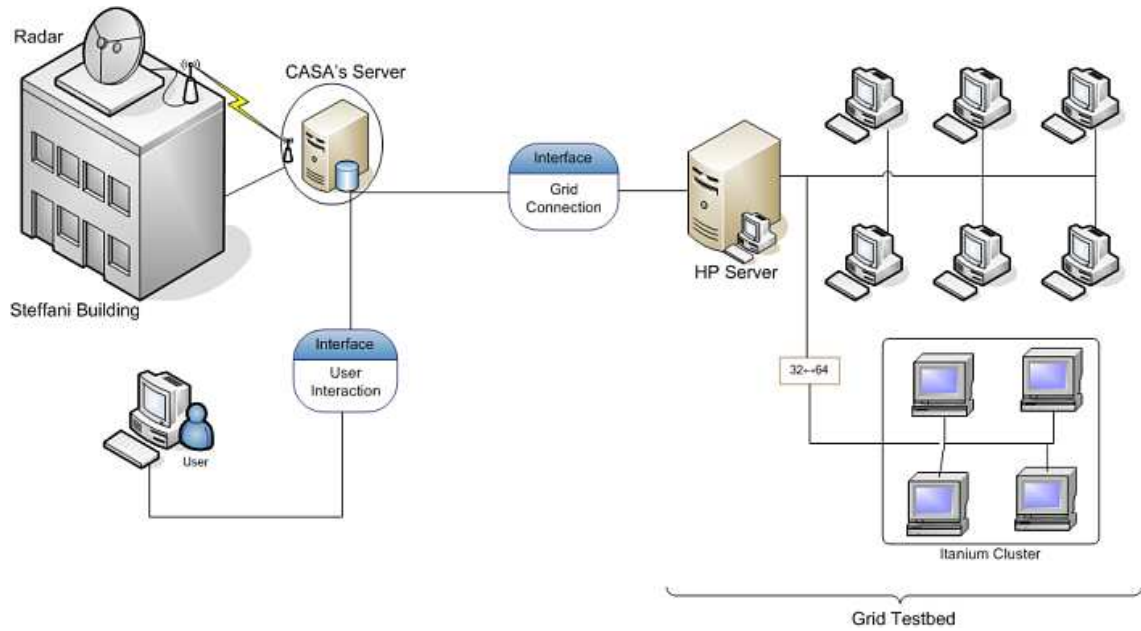 Radar
CASA's Server
Steffani Building
Interface
Grid
Connection
HP Server
Interface
User
Interaction
User
32↔64
Itanium Cluster
Grid Testbed